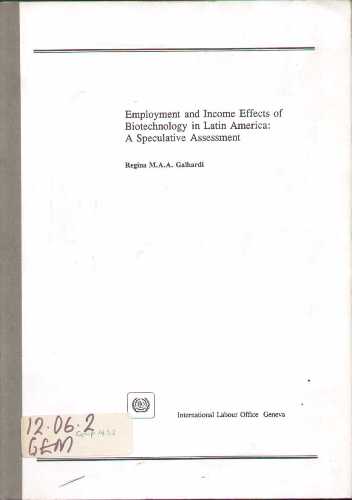 Employment and Income Effects of
Biotechnology in Latin America:
A Speculative Assessment
Regina M.A.A. Galhardi
International Labour Office Geneva
12.06.2
GEM